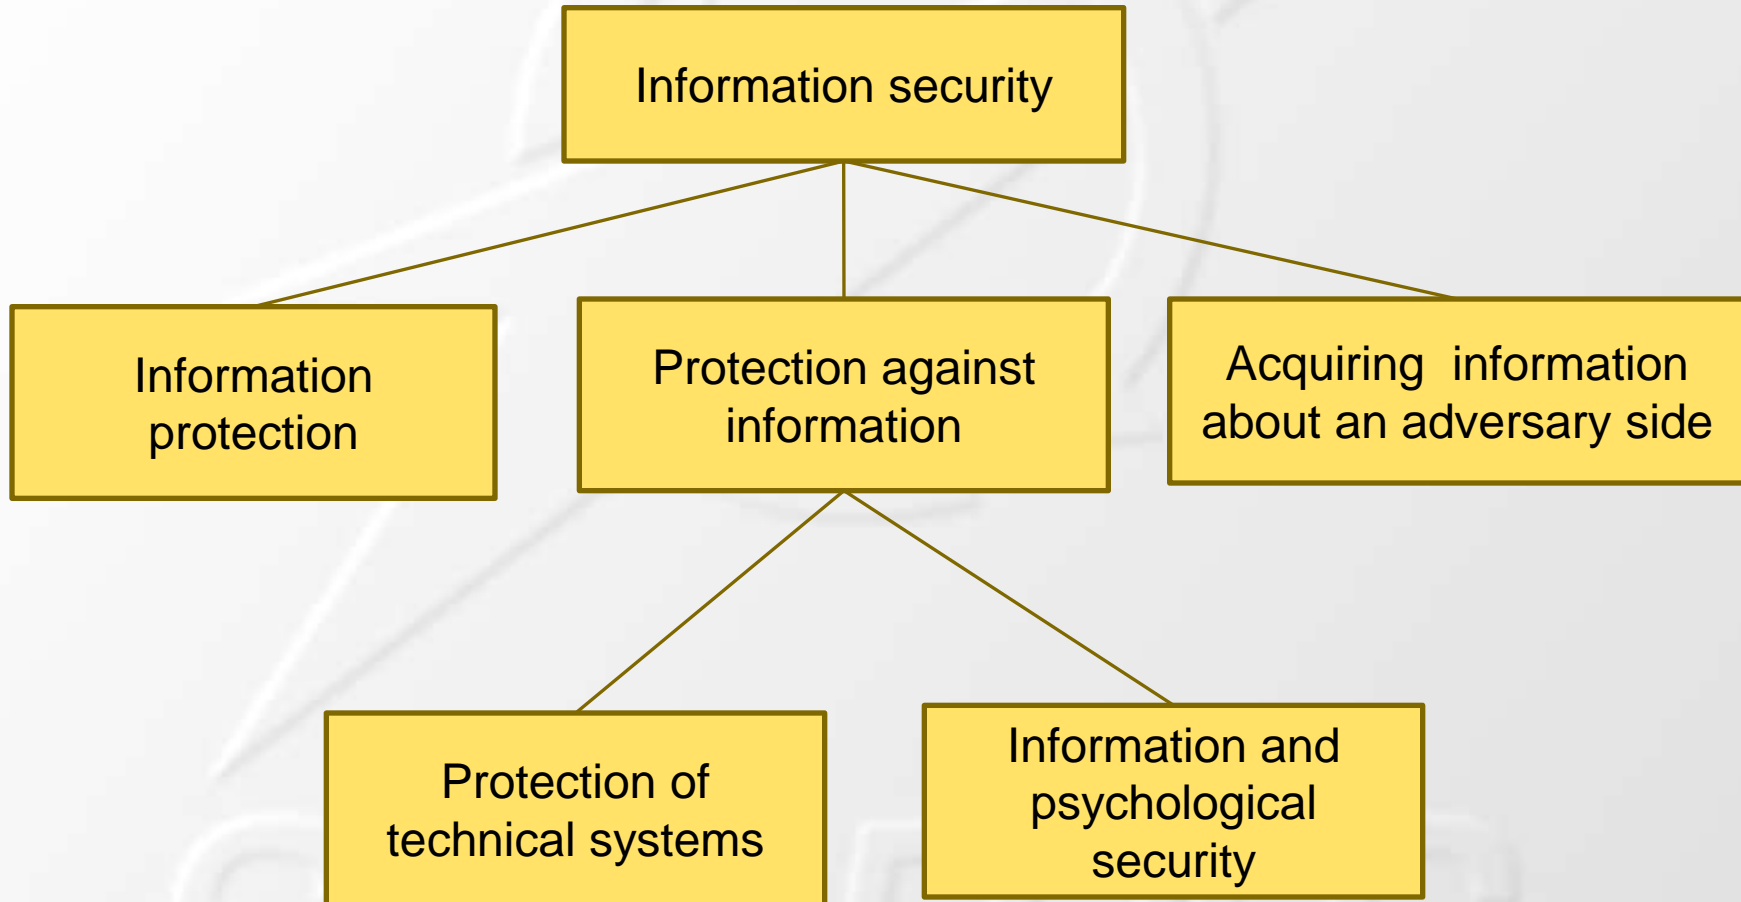 Information security
Information
protection
Protection against
information
Acquiring  information
about an adversary side
Protection of
technical systems
Information and
psychological
security